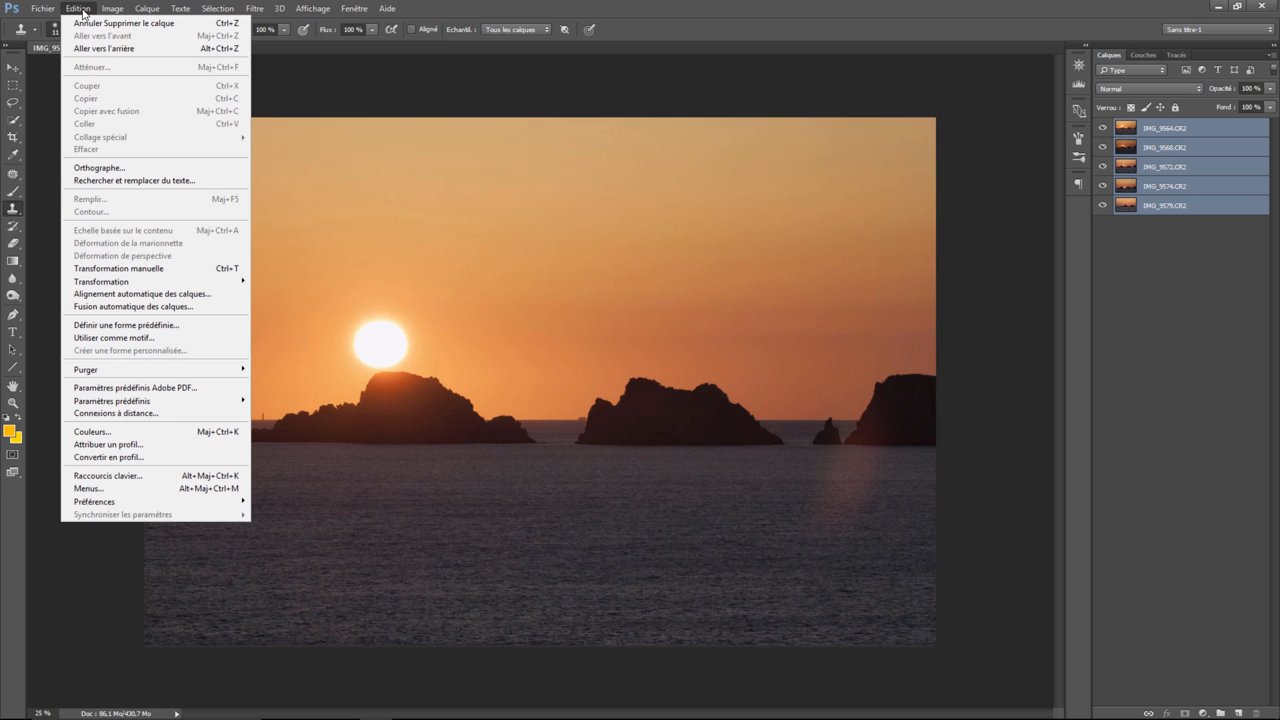 Ps Fichier Edition Image Calque Texte Sélection Filtre 3D Affichage Fenêtre Aide
11 100 % Flux : 100 % Aligné Echantil. : Tous les calques Sans titre-1
IMG_95
Annuler Supprimer le calque Ctrl+Z
Aller vers l'avant Maj+Ctrl+Z
Aller vers l'arrière Alt+Ctrl+Z
Atténuer... Maj+Ctrl+F
Couper Ctrl+X
Copier Ctrl+C
Copier avec fusion Maj+Ctrl+C
Coller Ctrl+V
Collage spécial
Effacer
Orthographe...
Rechercher et remplacer du texte...
Remplir... Maj+F5
Contour...
Echelle basée sur le contenu Maj+Ctrl+A
Déformation de la marionnette
Déformation de perspective
Transformation manuelle Ctrl+T
Transformation
Alignement automatique des calques...
Fusion automatique des calques...
Définir une forme prédéfinie...
Utiliser comme motif...
Créer une forme personnalisée...
Purger
Paramètres prédéfinis Adobe PDF...
Paramètres prédéfinis
Connexions à distance...
Couleurs... Maj+Ctrl+K
Attribuer un profil...
Convertir en profil...
Raccourcis clavier... Alt+Maj+Ctrl+K
Menus... Alt+Maj+Ctrl+M
Préférences
Synchroniser les paramètres
Calques Couches Tracés
Type
Normal Opacité : 100 %
Verrou : Fond : 100 %
IMG_9564.CR2
IMG_9568.CR2
IMG_9572.CR2
IMG_9574.CR2
IMG_9579.CR2
25 % Doc : 86,1 Mo/430,7 Mo